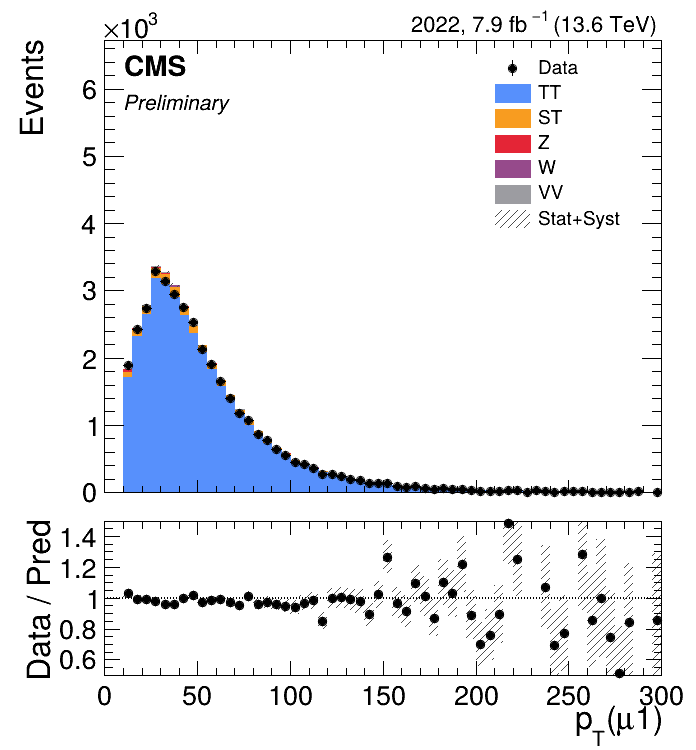 ×10³
2022, 7.9 fb⁻¹ (13.6 TeV)
CMS
Preliminary
Events
6
5
4
3
2
1
0
Data
TT
ST
Z
W
VV
Stat+Syst
Data / Pred
1.4
1.2
1
0.8
0.6
0 50 100 150 200 250 300
p_T(μ1)